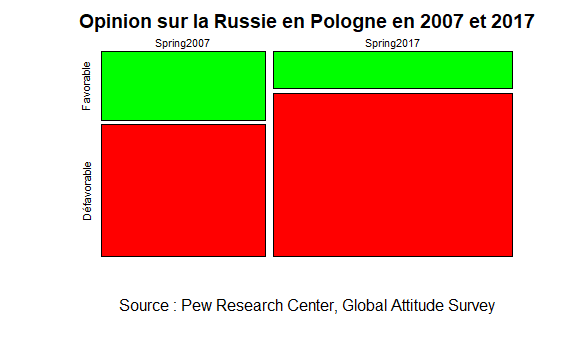 Opinion sur la Russie en Pologne en 2007 et 2017
Spring2007
Spring2017
Favorable
Défavorable
Source : Pew Research Center, Global Attitude Survey